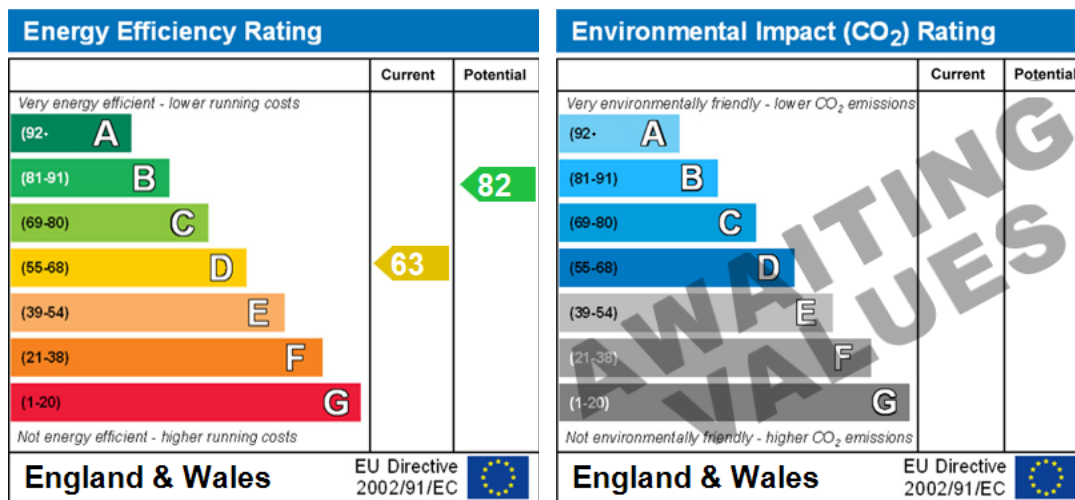 Energy Efficiency Rating
Current Potential
Very energy efficient - lower running costs
(92+ A
(81-91) B
82
(69-80) C
(55-68) D
63
(39-54) E
(21-38) F
(1-20) G
Not energy efficient - higher running costs
England & Wales
EU Directive
2002/91/EC
Environmental Impact (CO2) Rating
Current Potential
Very environmentally friendly - lower CO2 emissions
(92+ A
(81-91) B
(69-80) C
(55-68) D
(39-54) E
(21-38) F
(1-20) G
Not environmentally friendly - higher CO2 emissions
AWAITING
VALUES
England & Wales
EU Directive
2002/91/EC